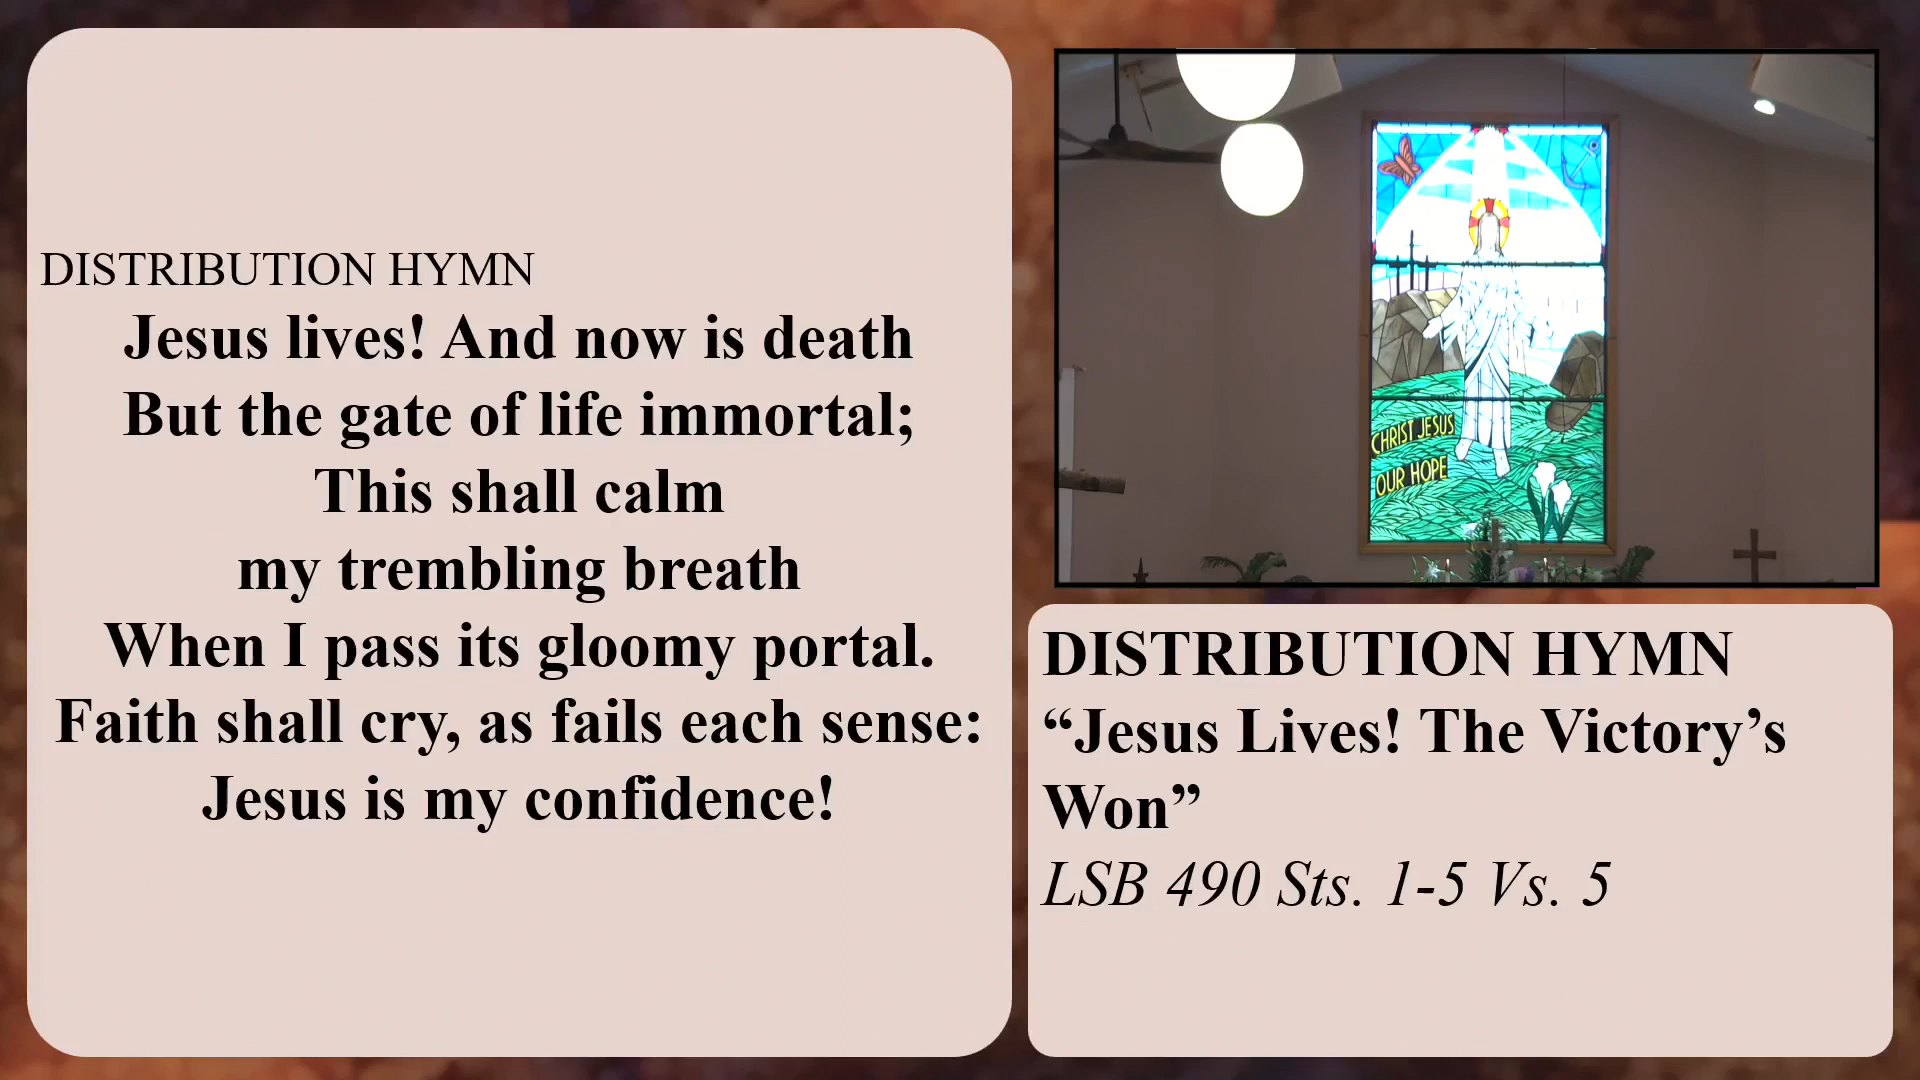 DISTRIBUTION HYMN
Jesus lives! And now is death
But the gate of life immortal;
This shall calm
my trembling breath
When I pass its gloomy portal.
Faith shall cry, as fails each sense:
Jesus is my confidence!
CHRIST JESUS
OUR HOPE
DISTRIBUTION HYMN
“Jesus Lives! The Victory’s
Won”
LSB 490 Sts. 1-5 Vs. 5